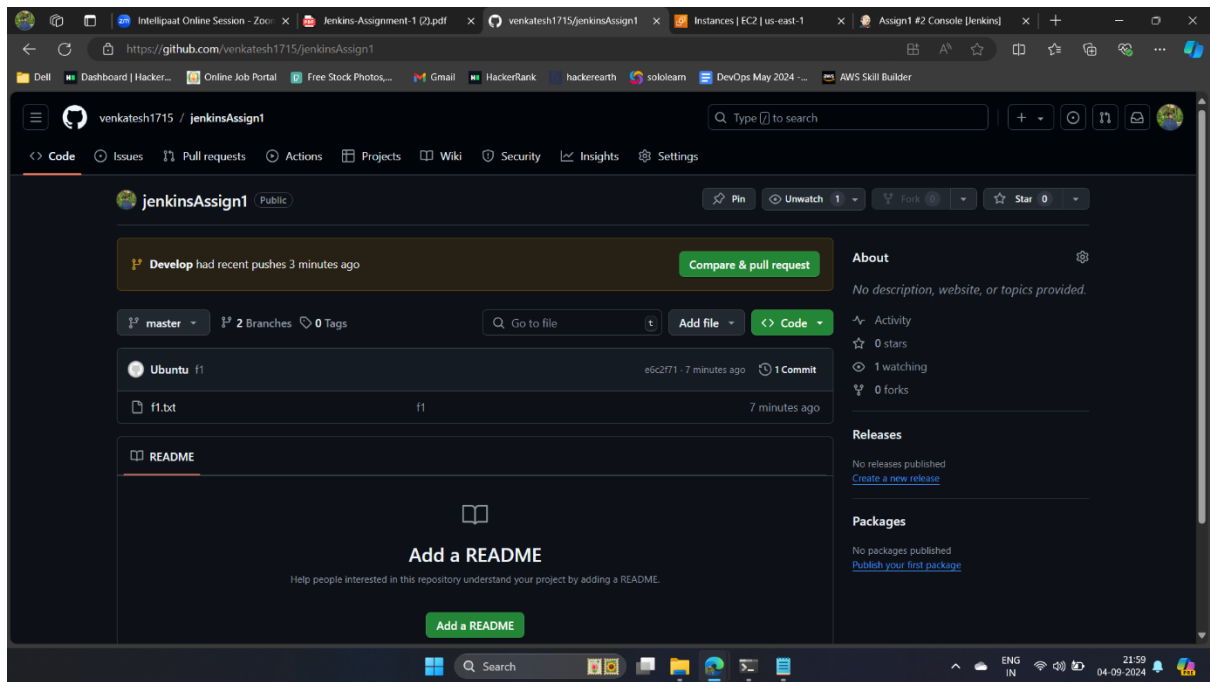 Intellipaat Online Session - Zoor
Jenkins-Assignment-1 (2).pdf
venkatesh1715/jenkinsAssign1
Instances | EC2 | us-east-1
Assign1 #2 Console [Jenkins]
https://github.com/venkatesh1715/jenkinsAssign1
Dell
Dashboard | Hacker...
Online Job Portal
Free Stock Photos,...
Gmail
HackerRank
hackerearth
sololearn
DevOps May 2024 -...
AWS Skill Builder
venkatesh1715 / jenkinsAssign1
Type / to search
Code
Issues
Pull requests
Actions
Projects
Wiki
Security
Insights
Settings
jenkinsAssign1 Public
Pin
Unwatch 1
Fork 0
Star 0
Develop had recent pushes 3 minutes ago
Compare & pull request
master
2 Branches
0 Tags
Go to file t
Add file
Code
Ubuntu f1
e6c2f71 · 7 minutes ago
1 Commit
f1.txt
f1
7 minutes ago
README
Add a README
Help people interested in this repository understand your project by adding a README.
Add a README
About
No description, website, or topics provided.
Activity
0 stars
1 watching
0 forks
Releases
No releases published
Create a new release
Packages
No packages published
Publish your first package
Search
ENG
IN
21:59
04-09-2024